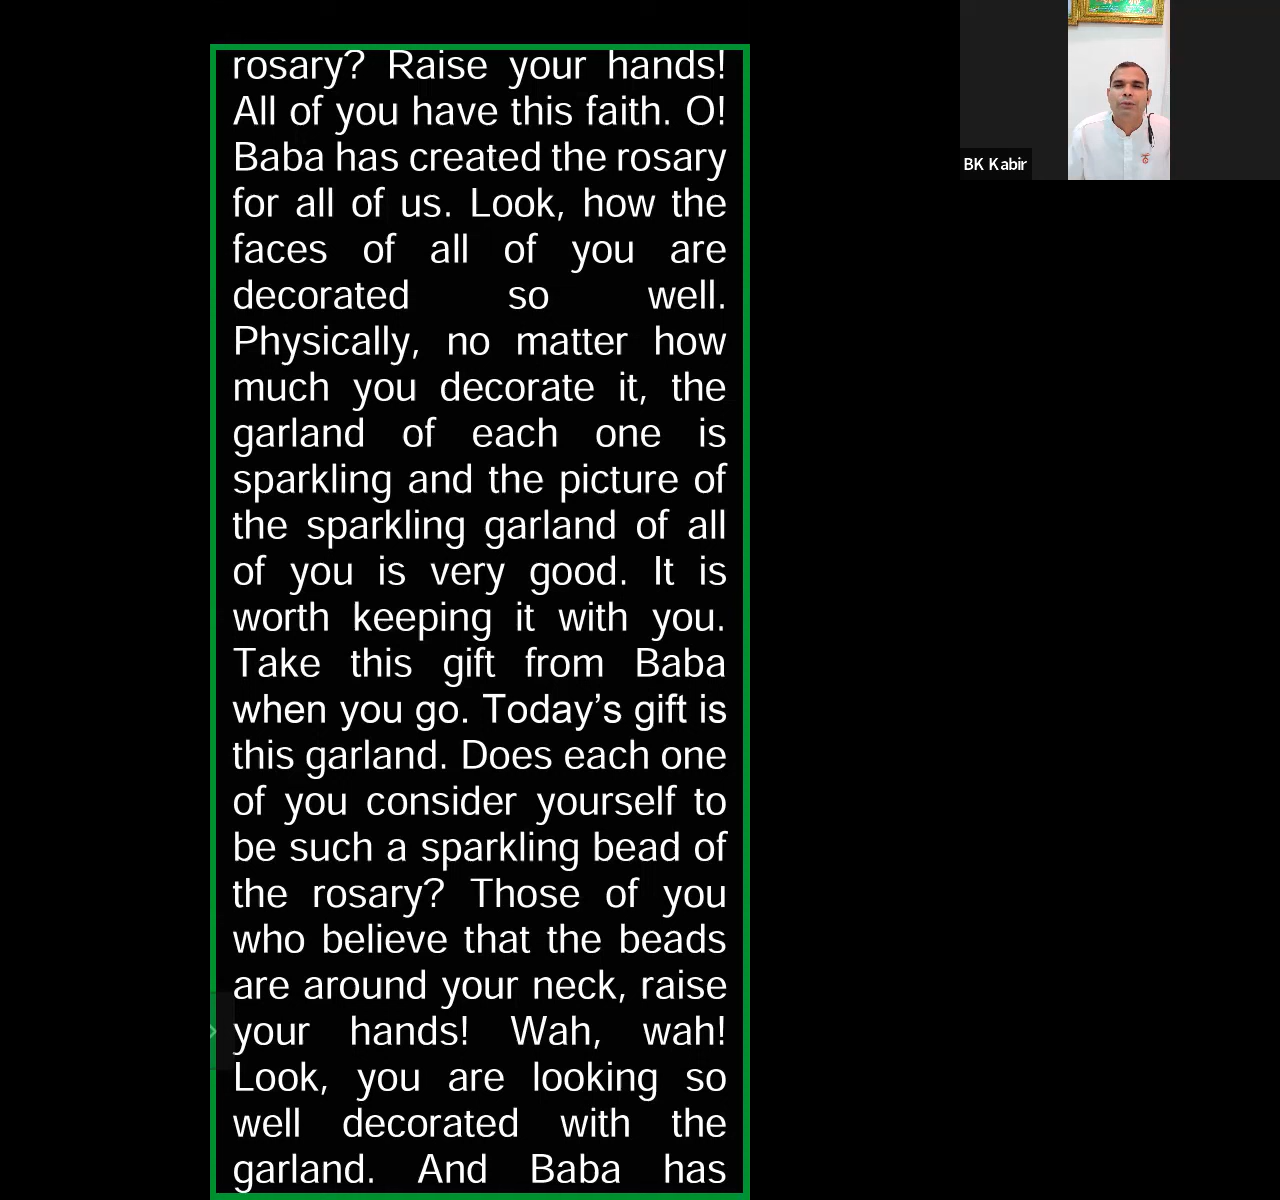 rosary? Raise your hands!
All of you have this faith. O!
Baba has created the rosary
for all of us. Look, how the
faces of all of you are
decorated so well.
Physically, no matter how
much you decorate it, the
garland of each one is
sparkling and the picture of
the sparkling garland of all
of you is very good. It is
worth keeping it with you.
Take this gift from Baba
when you go. Today’s gift is
this garland. Does each one
of you consider yourself to
be such a sparkling bead of
the rosary? Those of you
who believe that the beads
are around your neck, raise
your hands! Wah, wah!
Look, you are looking so
well decorated with the
garland. And Baba has
BK Kabir